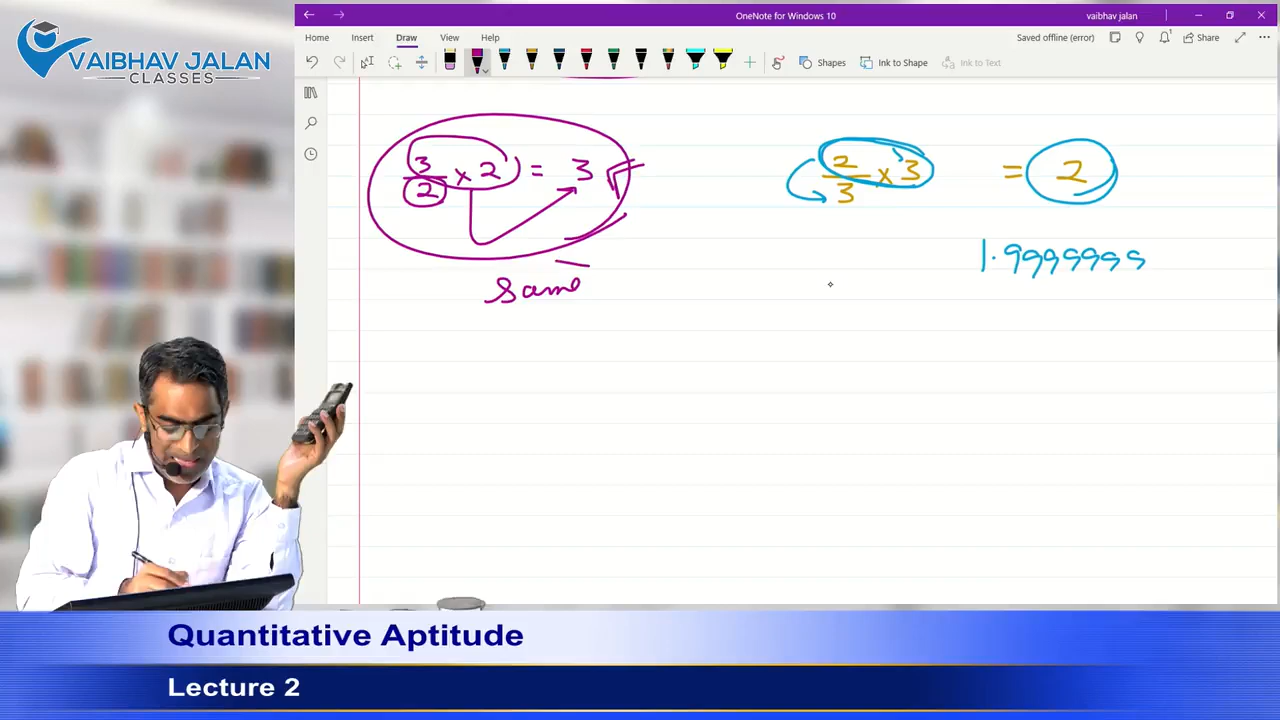 VAIBHAV JALAN
CLASSES
OneNote for Windows 10
vaibhav jalan
Home Insert Draw View Help
Saved offline (error)
Share
Shapes
Ink to Shape
Ink to Text
3/2 × 2 = 3
same
2/3 × 3 = 2
1.9999999
Quantitative Aptitude
Lecture 2